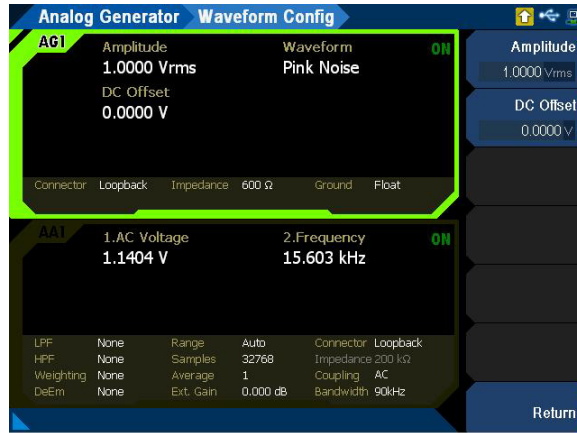 Analog Generator Waveform Config
AG1
Amplitude Waveform ON
1.0000 Vrms Pink Noise
DC Offset
0.0000 V
Connector Loopback Impedance 600 Ω Ground Float
AA1
1.AC Voltage 2.Frequency ON
1.1404 V 15.603 kHz
LPF None Range Auto Connector Loopback
HPF None Samples 32768 Impedance 200 kΩ
Weighting None Average 1 Coupling AC
DeEm None Ext. Gain 0.000 dB Bandwidth 90kHz
Amplitude
1.0000 Vrms
DC Offset
0.0000 V
Return